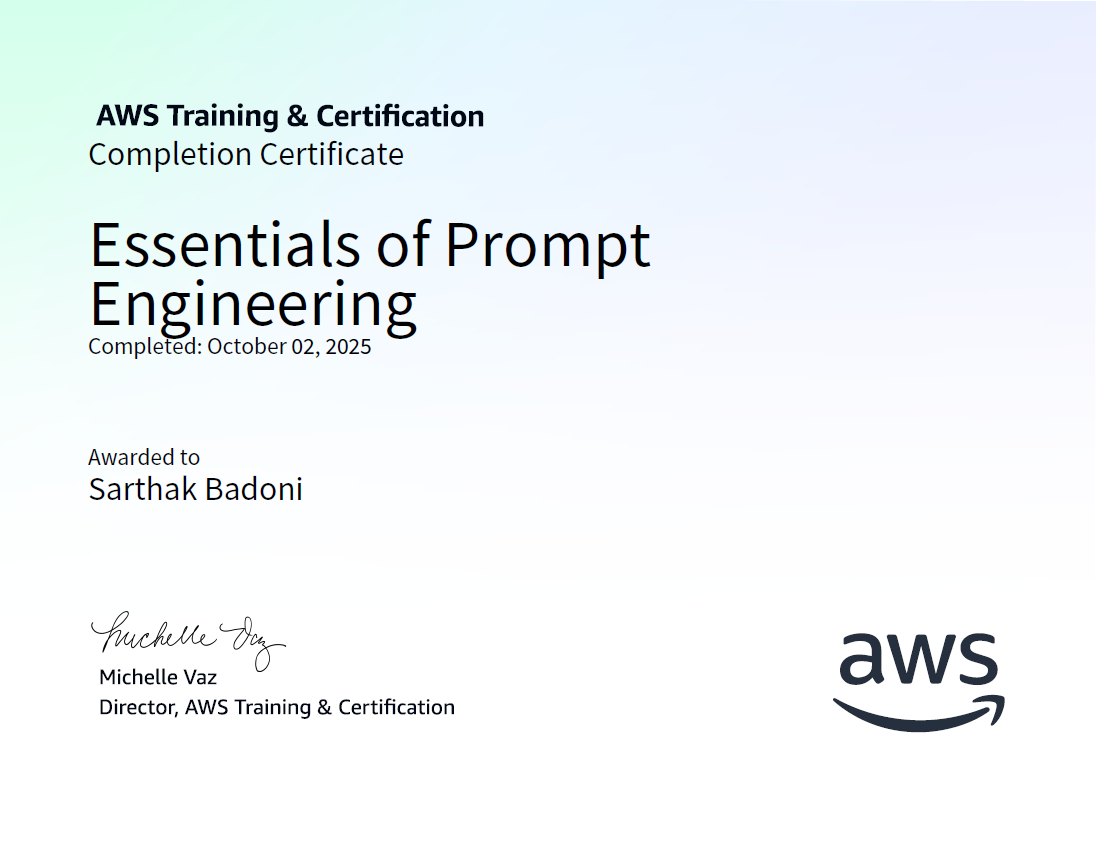 AWS Training & Certification
Completion Certificate
Essentials of Prompt
Engineering
Completed: October 02, 2025
Awarded to
Sarthak Badoni
Michelle Vaz
Michelle Vaz
Director, AWS Training & Certification
aws